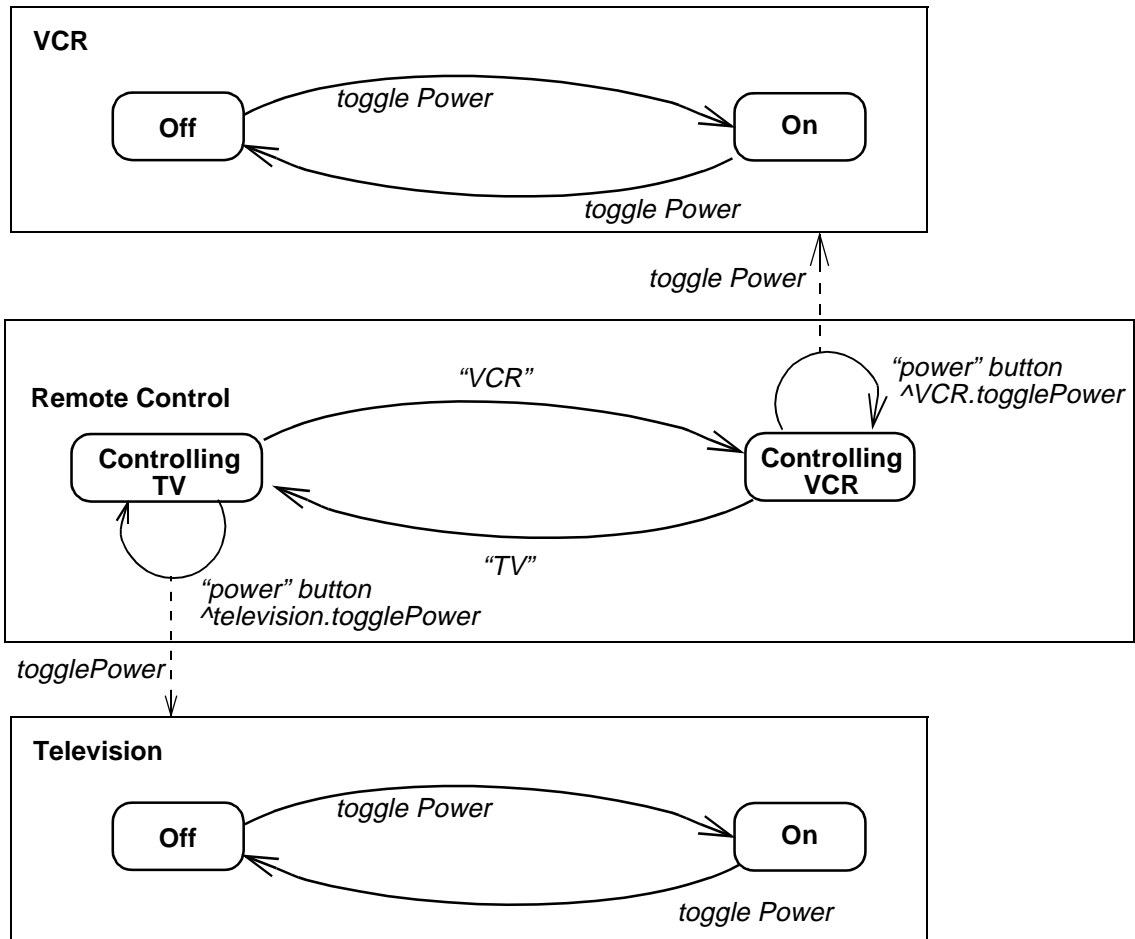 VCR
toggle Power
Off
On
toggle Power
toggle Power
“VCR”
“power” button
^VCR.togglePower
Remote Control
Controlling
TV
Controlling
VCR
“TV”
“power” button
^television.togglePower
togglePower
Television
toggle Power
Off
On
toggle Power